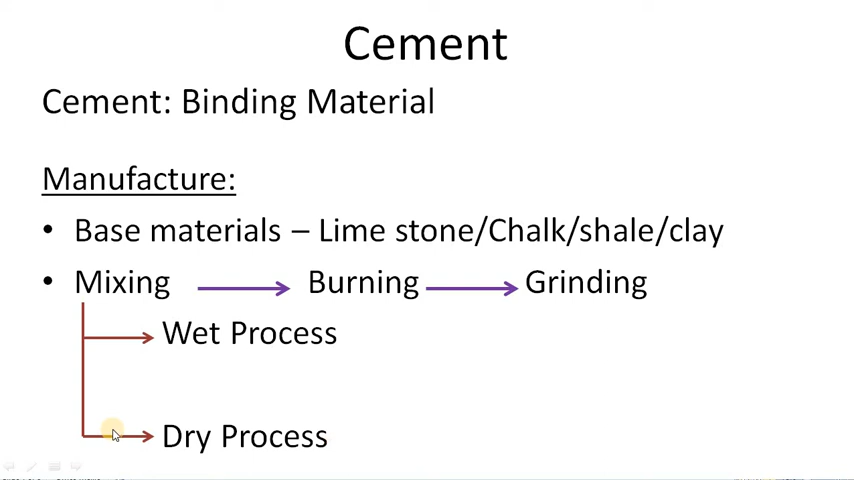 Cement
Cement: Binding Material
Manufacture:
• Base materials – Lime stone/Chalk/shale/clay
• Mixing Burning Grinding
Wet Process
Dry Process